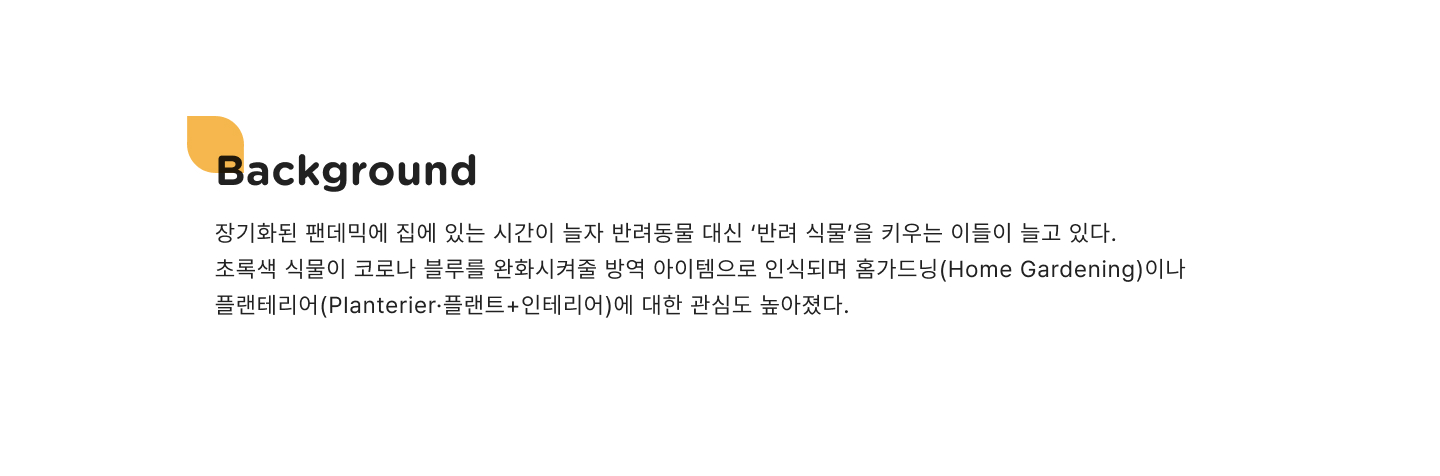 Background
장기화된 팬데믹에 집에 있는 시간이 늘자 반려동물 대신 ‘반려 식물’을 키우는 이들이 늘고 있다.
초록색 식물이 코로나 블루를 완화시켜줄 방역 아이템으로 인식되며 홈가드닝(Home Gardening)이나
플랜테리어(Planterier·플랜트+인테리어)에 대한 관심도 높아졌다.